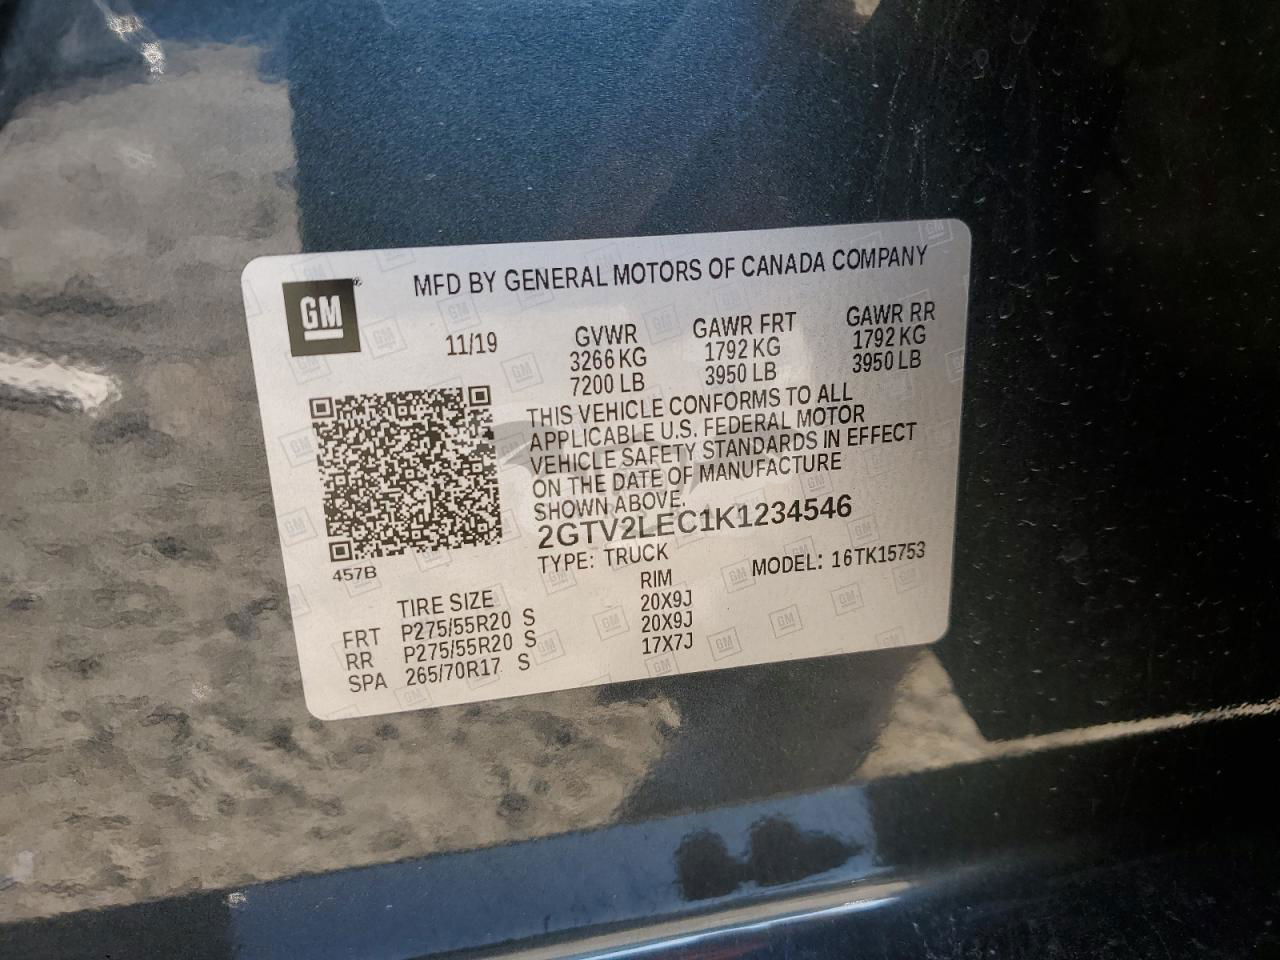 GM
MFD BY GENERAL MOTORS OF CANADA COMPANY
11/19
GVWR
3266 KG
7200 LB
GAWR FRT
1792 KG
3950 LB
GAWR RR
1792 KG
3950 LB
THIS VEHICLE CONFORMS TO ALL
APPLICABLE U.S. FEDERAL MOTOR
VEHICLE SAFETY STANDARDS IN EFFECT
ON THE DATE OF MANUFACTURE
SHOWN ABOVE.
2GTV2LEC1K1234546
TYPE: TRUCK MODEL: 16TK15753
457B
TIRE SIZE RIM
FRT P275/55R20 S 20X9J
RR P275/55R20 S 20X9J
SPA 265/70R17 S 17X7J